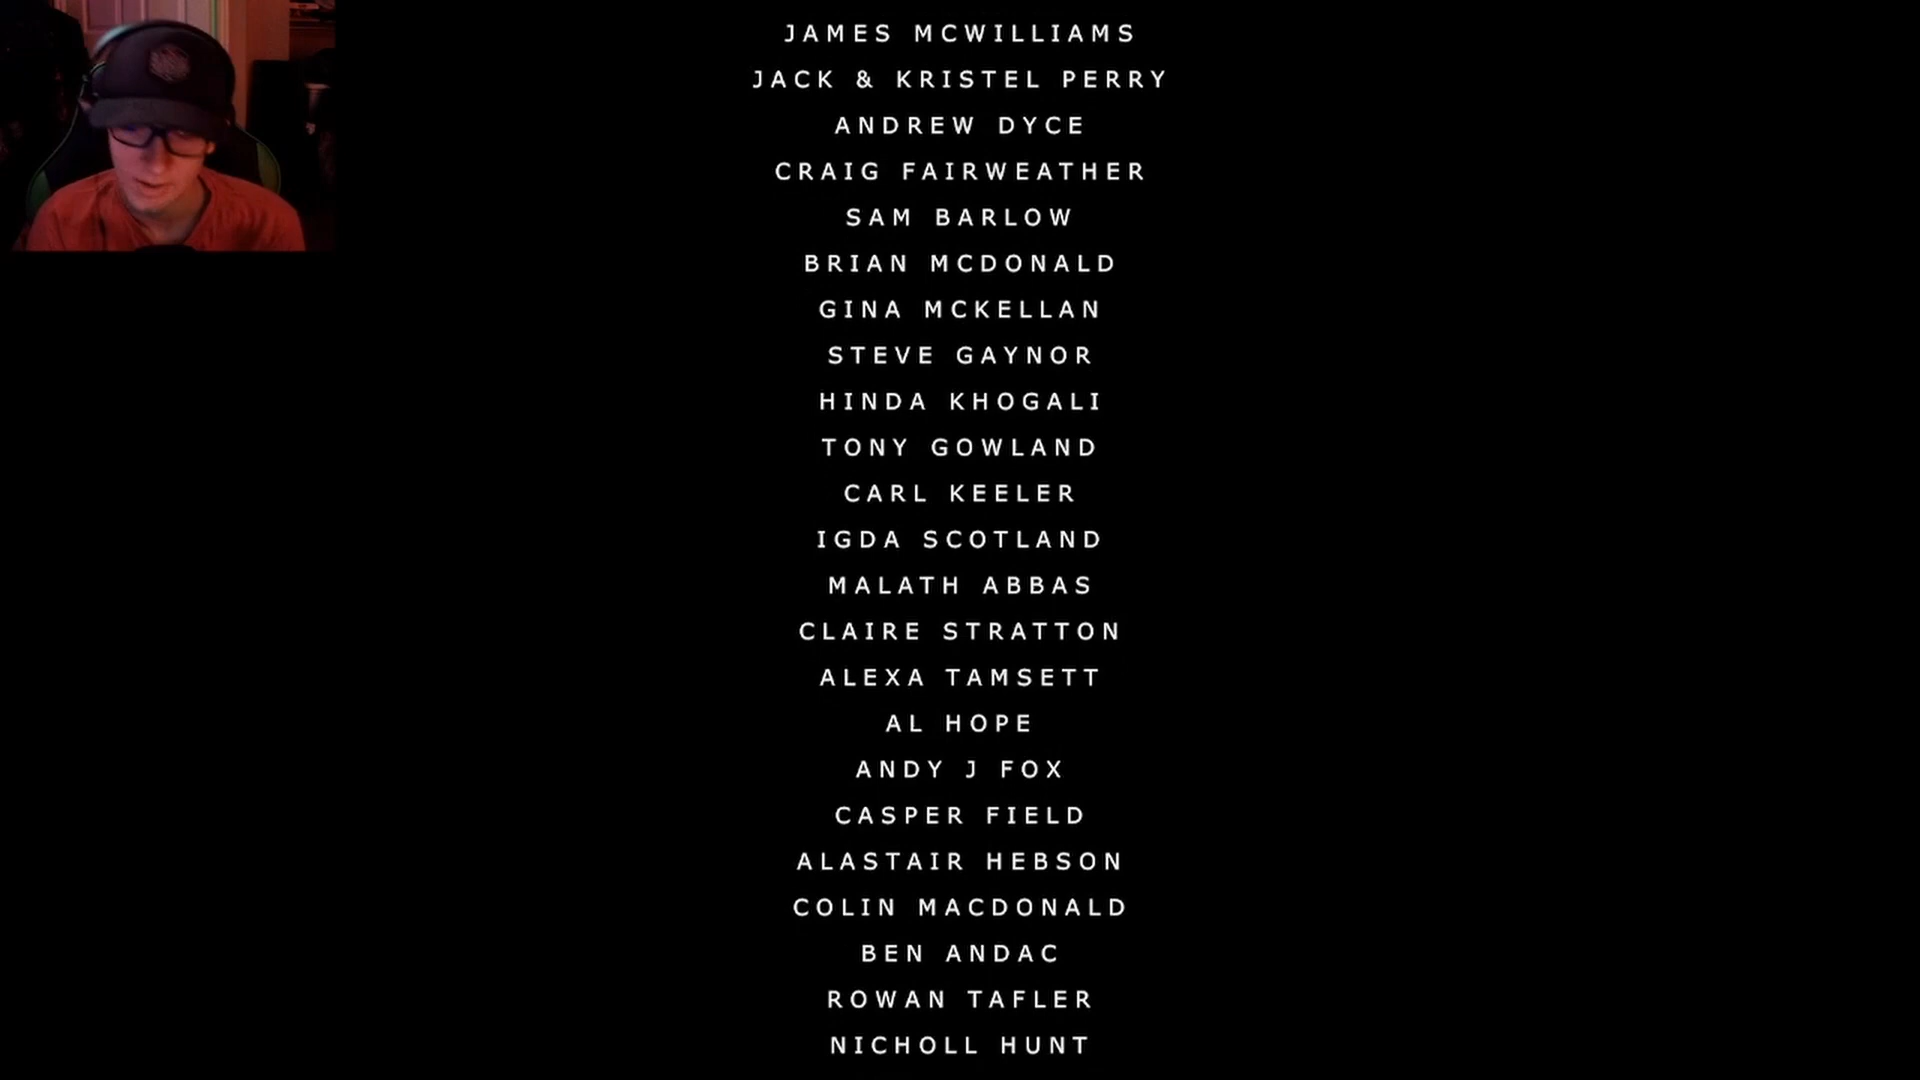 JAMES MCWILLIAMS
JACK & KRISTEL PERRY
ANDREW DYCE
CRAIG FAIRWEATHER
SAM BARLOW
BRIAN MCDONALD
GINA MCKELLAN
STEVE GAYNOR
HINDA KHOGALI
TONY GOWLAND
CARL KEELER
IGDA SCOTLAND
MALATH ABBAS
CLAIRE STRATTON
ALEXA TAMSETT
AL HOPE
ANDY J FOX
CASPER FIELD
ALASTAIR HEBSON
COLIN MACDONALD
BEN ANDAC
ROWAN TAFLER
NICHOLL HUNT